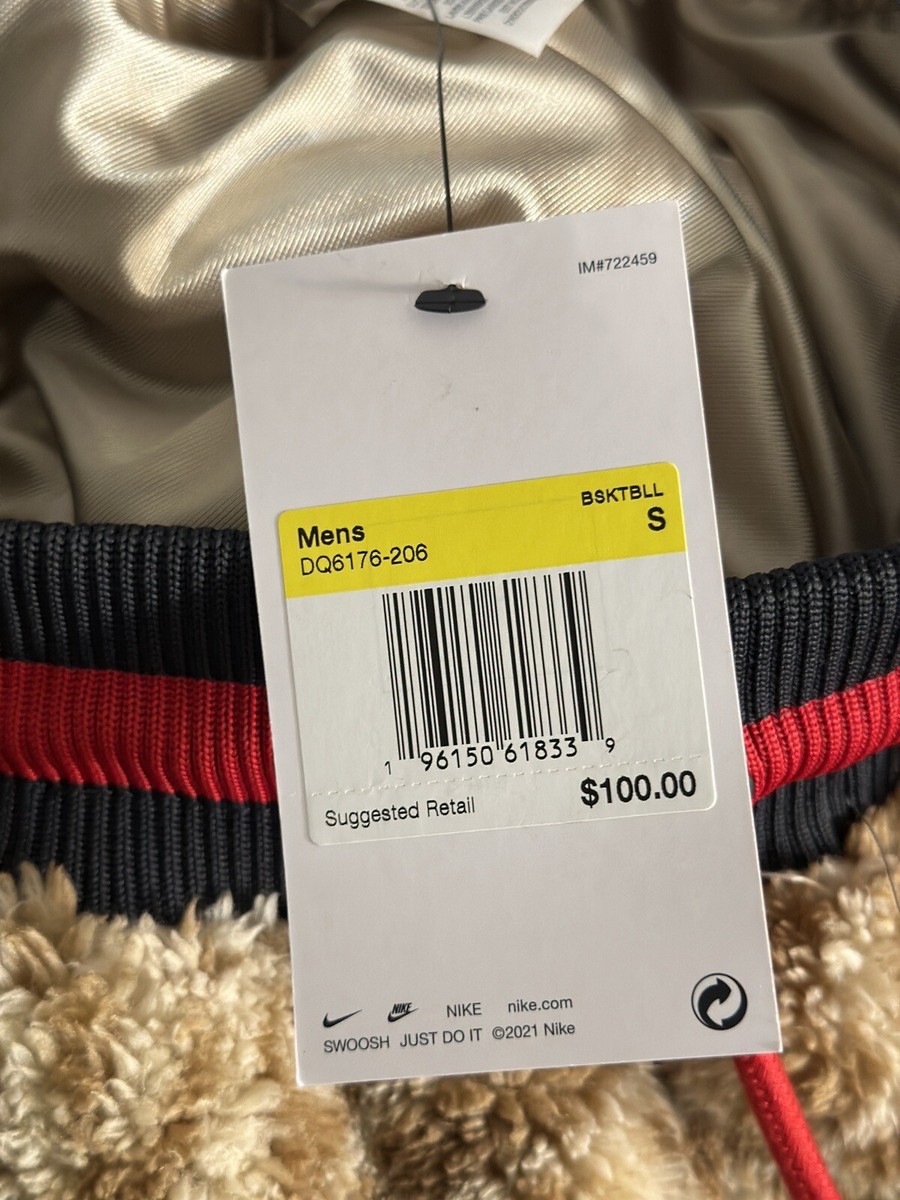 IM#722459
BSKTBLL
Mens S
DQ6176-206
1 96150 61833 9
Suggested Retail $100.00
NIKE NIKE nike.com
SWOOSH JUST DO IT ©2021 Nike